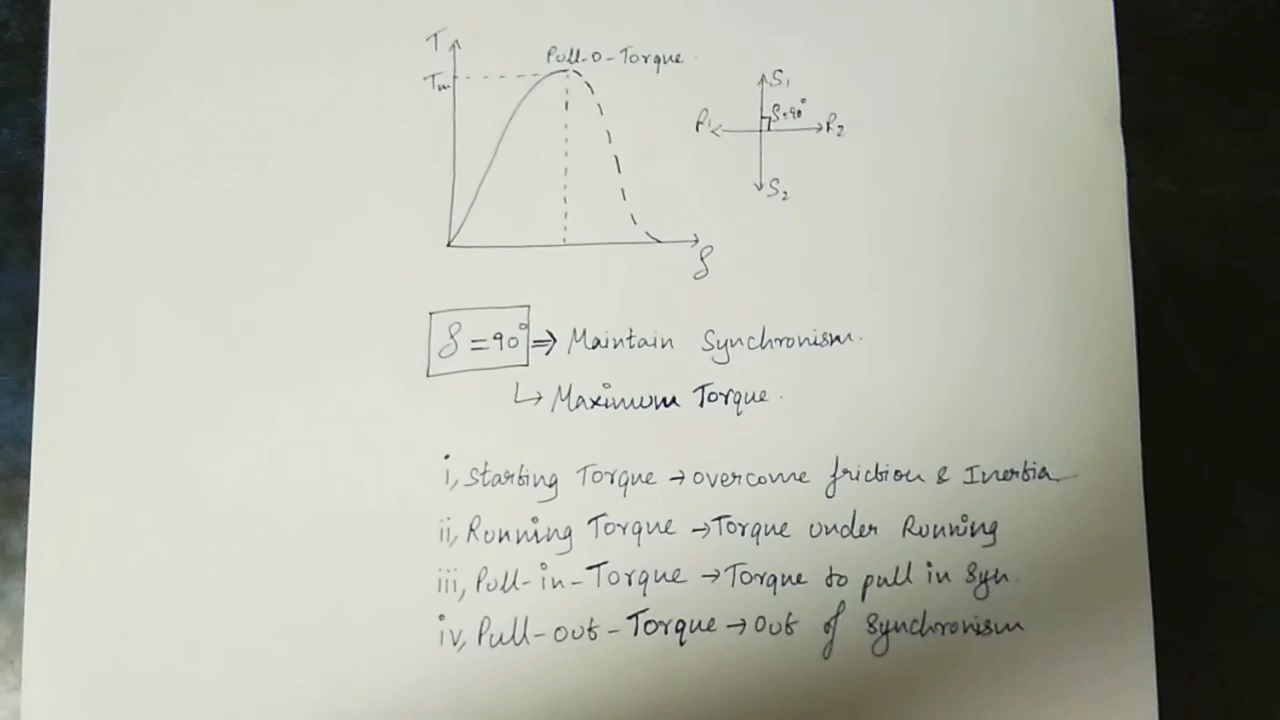 T
Pull-o-Torque
Tm
S1
δ=90°
R1
R2
S2
δ
δ=90° ⇒ Maintain Synchronism.
↳ Maximum Torque.
i, Starting Torque → overcome friction & Inertia
ii, Running Torque → Torque under Running
iii, Pull-in-Torque → Torque to pull in Syn.
iv, Pull-out-Torque → Out of Synchronism